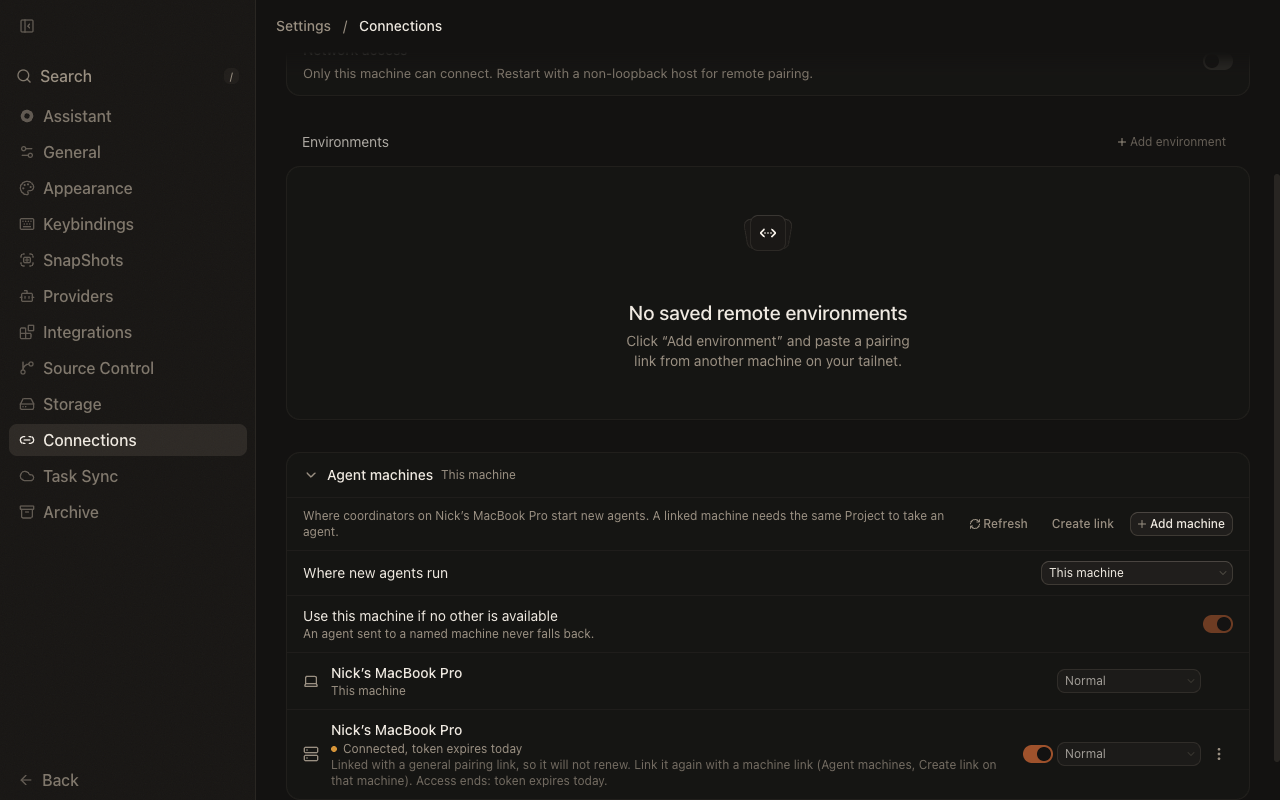 Settings / Connections
Search /
Assistant
General
Appearance
Keybindings
SnapShots
Providers
Integrations
Source Control
Storage
Connections
Task Sync
Archive
Back
Only this machine can connect. Restart with a non-loopback host for remote pairing.
Environments
+ Add environment
No saved remote environments
Click “Add environment” and paste a pairing
link from another machine on your tailnet.
Agent machines This machine
Where coordinators on Nick’s MacBook Pro start new agents. A linked machine needs the same Project to take an
agent.
Refresh
Create link
+ Add machine
Where new agents run
This machine
Use this machine if no other is available
An agent sent to a named machine never falls back.
Nick’s MacBook Pro
This machine
Normal
Nick’s MacBook Pro
Connected, token expires today
Linked with a general pairing link, so it will not renew. Link it again with a machine link (Agent machines, Create link on
that machine). Access ends: token expires today.
Normal